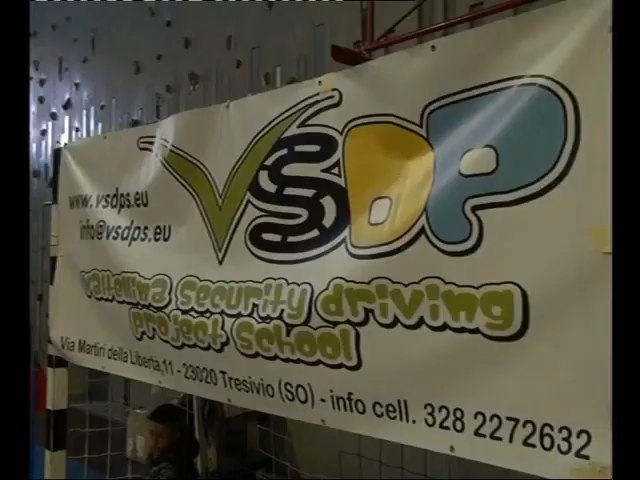 VSDP
www.vsdps.eu
info@vsdps.eu
valtellina security driving
project school
Via Martiri della Libertà,11 - 23020 Tresivio (SO) - info cell. 328 2272632